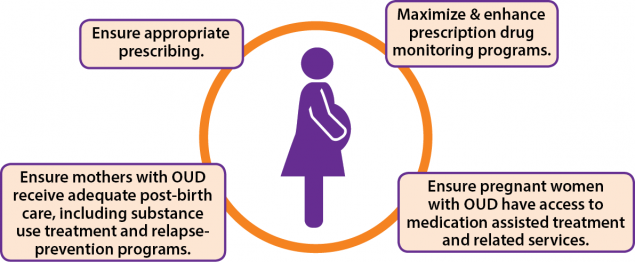 Ensure appropriate
prescribing.
Maximize & enhance
prescription drug
monitoring programs.
Ensure mothers with OUD
receive adequate post-birth
care, including substance
use treatment and relapse-
prevention programs.
Ensure pregnant women
with OUD have access to
medication assisted treatment
and related services.